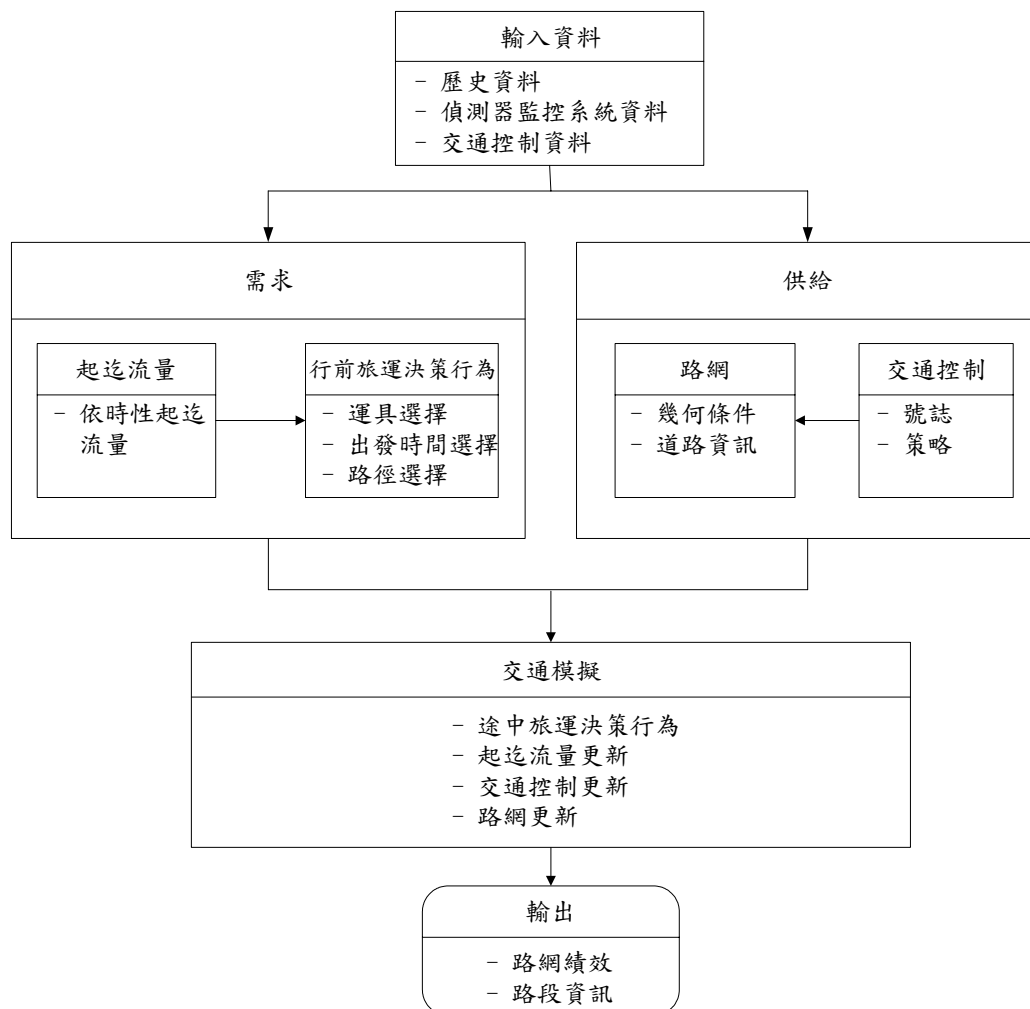 輸入資料
– 歷史資料
– 偵測器監控系統資料
– 交通控制資料
需求
起迄流量
– 依時性起迄
流量
行前旅運決策行為
– 運具選擇
– 出發時間選擇
– 路徑選擇
供給
路網
– 幾何條件
– 道路資訊
交通控制
– 號誌
– 策略
交通模擬
– 途中旅運決策行為
– 起迄流量更新
– 交通控制更新
– 路網更新
輸出
– 路網績效
– 路段資訊